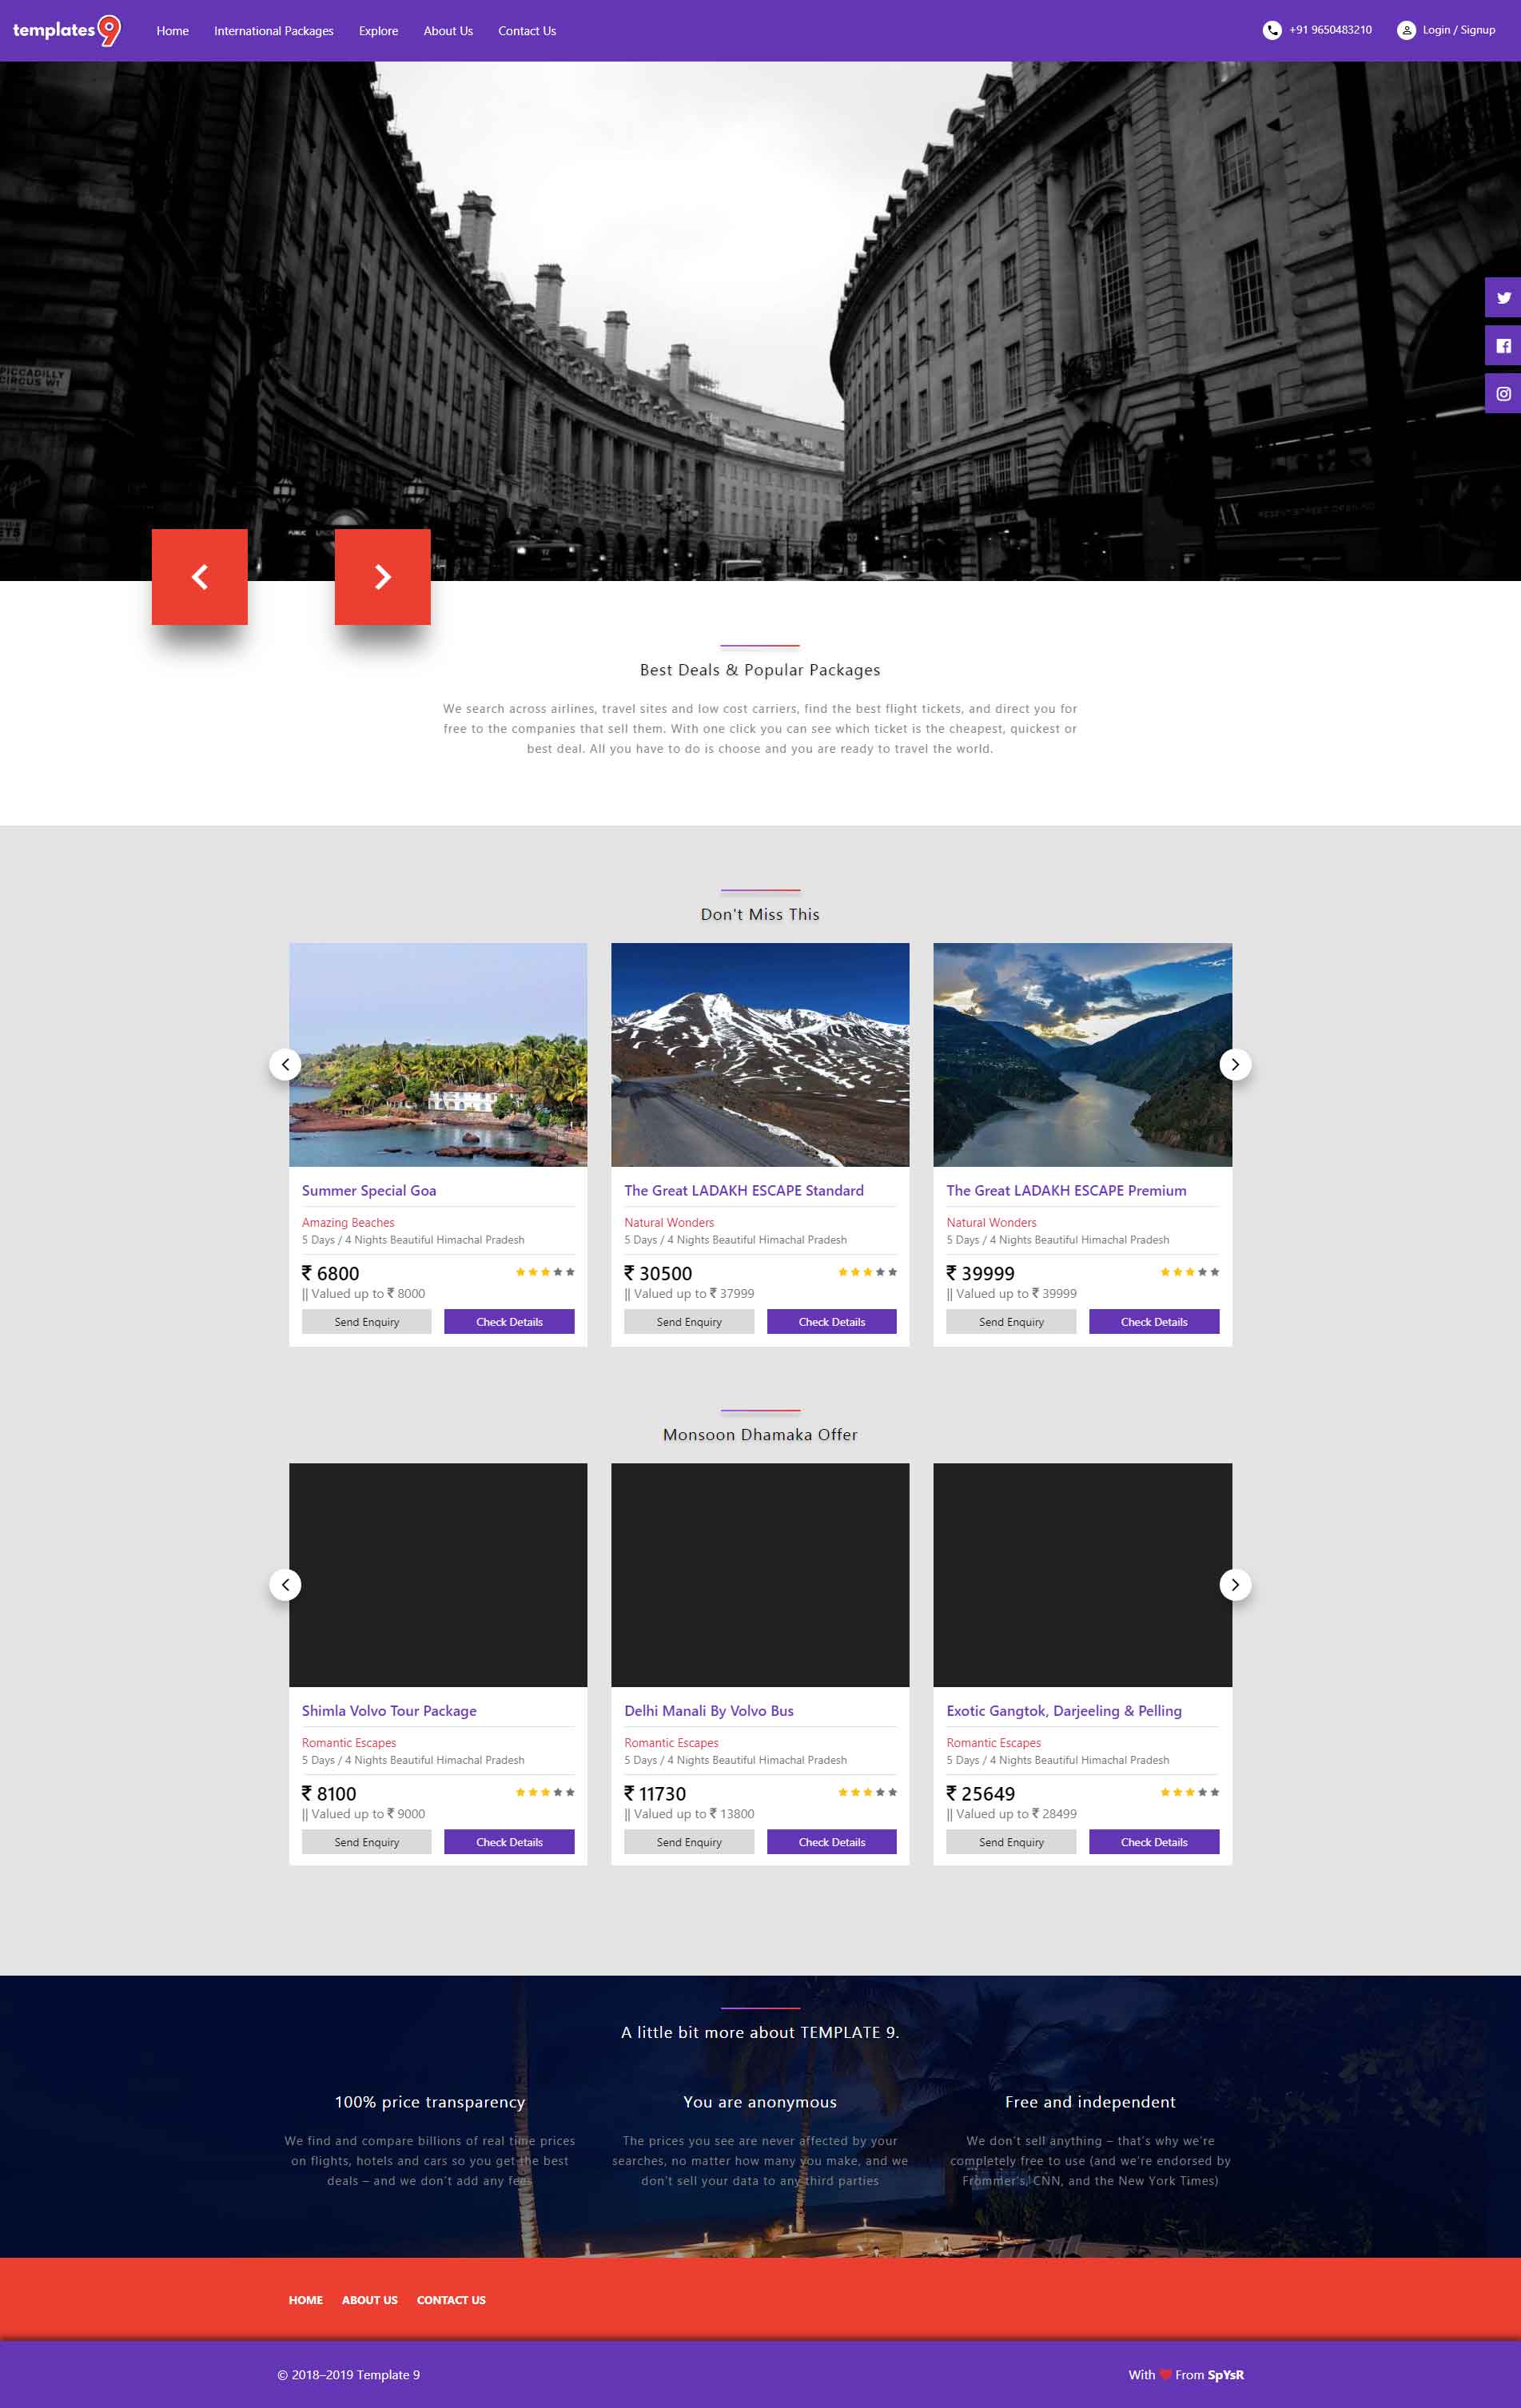 templates9
Home International Packages Explore About Us Contact Us
+91 9650483210 Login / Signup
PICCADILLY
CIRCUS W1
PUBLIC
Best Deals & Popular Packages
We search across airlines, travel sites and low cost carriers, find the best flight tickets, and direct you for
free to the companies that sell them. With one click you can see which ticket is the cheapest, quickest or
best deal. All you have to do is choose and you are ready to travel the world.
Don't Miss This
Summer Special Goa
Amazing Beaches
5 Days / 4 Nights Beautiful Himachal Pradesh
₹ 6800
|| Valued up to ₹ 8000
Send Enquiry Check Details
The Great LADAKH ESCAPE Standard
Natural Wonders
5 Days / 4 Nights Beautiful Himachal Pradesh
₹ 30500
|| Valued up to ₹ 37999
Send Enquiry Check Details
The Great LADAKH ESCAPE Premium
Natural Wonders
5 Days / 4 Nights Beautiful Himachal Pradesh
₹ 39999
|| Valued up to ₹ 39999
Send Enquiry Check Details
Monsoon Dhamaka Offer
Shimla Volvo Tour Package
Romantic Escapes
5 Days / 4 Nights Beautiful Himachal Pradesh
₹ 8100
|| Valued up to ₹ 9000
Send Enquiry Check Details
Delhi Manali By Volvo Bus
Romantic Escapes
5 Days / 4 Nights Beautiful Himachal Pradesh
₹ 11730
|| Valued up to ₹ 13800
Send Enquiry Check Details
Exotic Gangtok, Darjeeling & Pelling
Romantic Escapes
5 Days / 4 Nights Beautiful Himachal Pradesh
₹ 25649
|| Valued up to ₹ 28499
Send Enquiry Check Details
A little bit more about TEMPLATE 9.
100% price transparency
We find and compare billions of real time prices
on flights, hotels and cars so you get the best
deals – and we don't add any fees
You are anonymous
The prices you see are never affected by your
searches, no matter how many you make, and we
don't sell your data to any third parties
Free and independent
We don't sell anything – that's why we're
completely free to use (and we're endorsed by
Frommer's, CNN, and the New York Times)
HOME ABOUT US CONTACT US
© 2018–2019 Template 9
With ❤ From SpYsR